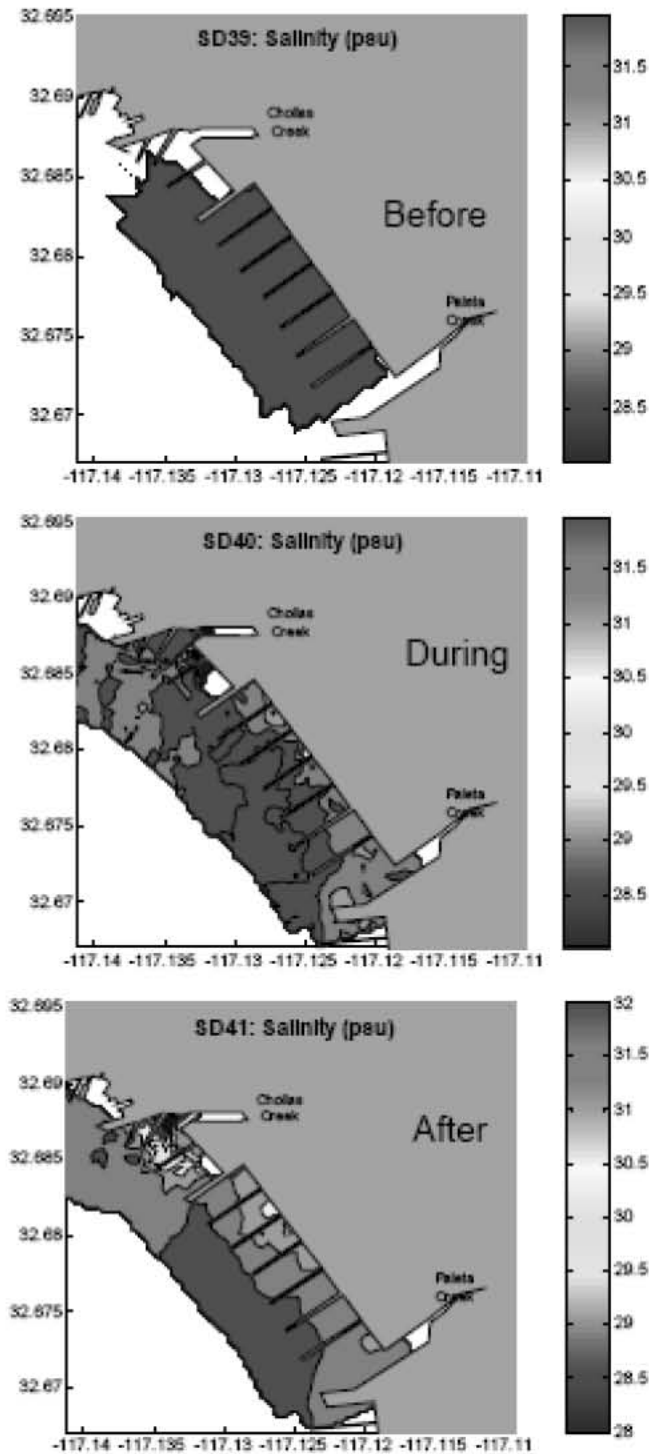 SD39: Salinity (psu)
32.695
32.69
32.685
32.68
32.675
32.67
Chollas
Creek
Before
Paleta
Creek
-117.14 -117.135 -117.13 -117.125 -117.12 -117.115 -117.11
31.5
31
30.5
30
29.5
29
28.5
SD40: Salinity (psu)
32.695
32.69
32.685
32.68
32.675
32.67
Chollas
Creek
During
Paleta
Creek
-117.14 -117.135 -117.13 -117.125 -117.12 -117.115 -117.11
31.5
31
30.5
30
29.5
29
28.5
SD41: Salinity (psu)
32.695
32.69
32.685
32.68
32.675
32.67
Chollas
Creek
After
Paleta
Creek
-117.14 -117.135 -117.13 -117.125 -117.12 -117.115 -117.11
32
31.5
31
30.5
30
29.5
29
28.5
28